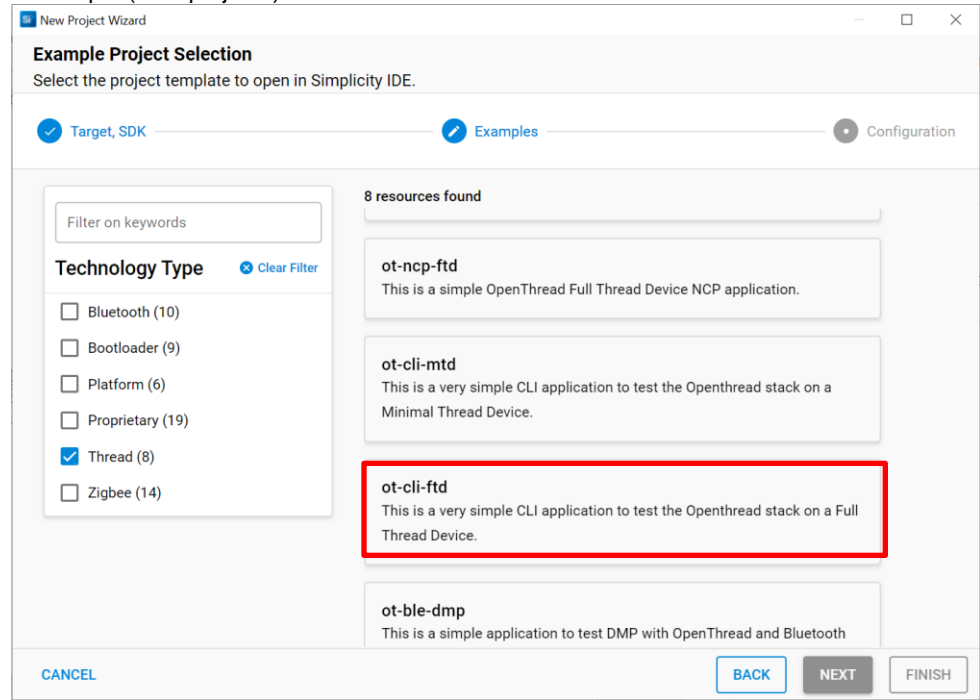 New Project Wizard
Example Project Selection
Select the project template to open in Simplicity IDE.
Target, SDK
Examples
Configuration
Filter on keywords
Technology Type
Clear Filter
Bluetooth (10)
Bootloader (9)
Platform (6)
Proprietary (19)
Thread (8)
Zigbee (14)
8 resources found
ot-ncp-ftd
This is a simple OpenThread Full Thread Device NCP application.
ot-cli-mtd
This is a very simple CLI application to test the Openthread stack on a
Minimal Thread Device.
ot-cli-ftd
This is a very simple CLI application to test the Openthread stack on a Full
Thread Device.
ot-ble-dmp
This is a simple application to test DMP with OpenThread and Bluetooth
CANCEL
BACK
NEXT
FINISH